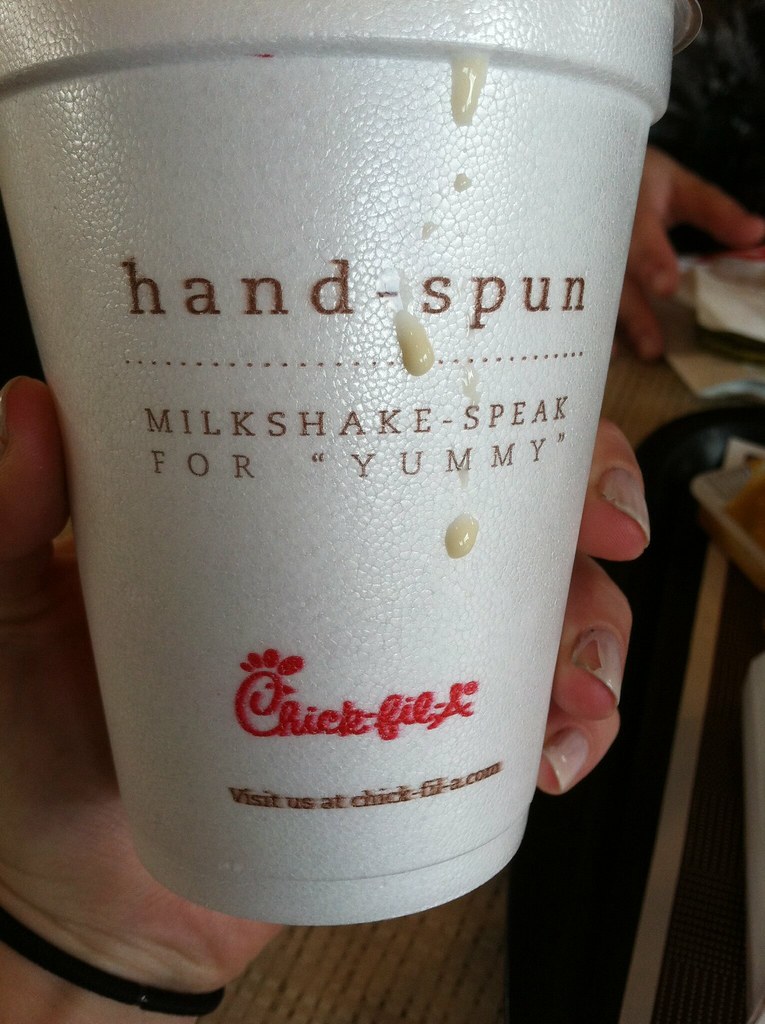 hand-spun
MILKSHAKE-SPEAK
FOR “YUMMY”
Chick-fil-A
Visit us at chick-fil-a.com